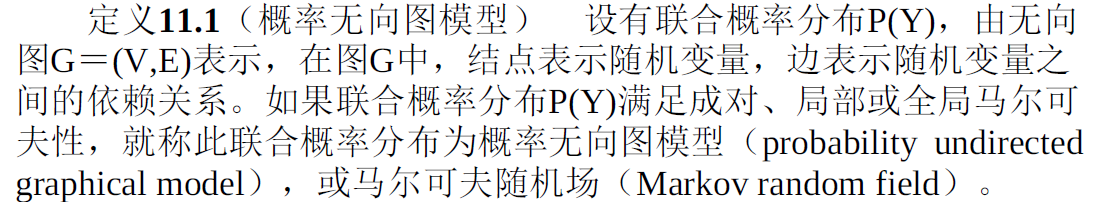 定义11.1（概率无向图模型） 设有联合概率分布P(Y)，由无向
图G＝(V,E)表示，在图G中，结点表示随机变量，边表示随机变量之
间的依赖关系。如果联合概率分布P(Y)满足成对、局部或全局马尔可
夫性，就称此联合概率分布为概率无向图模型（probability undirected
graphical model），或马尔可夫随机场（Markov random field）。